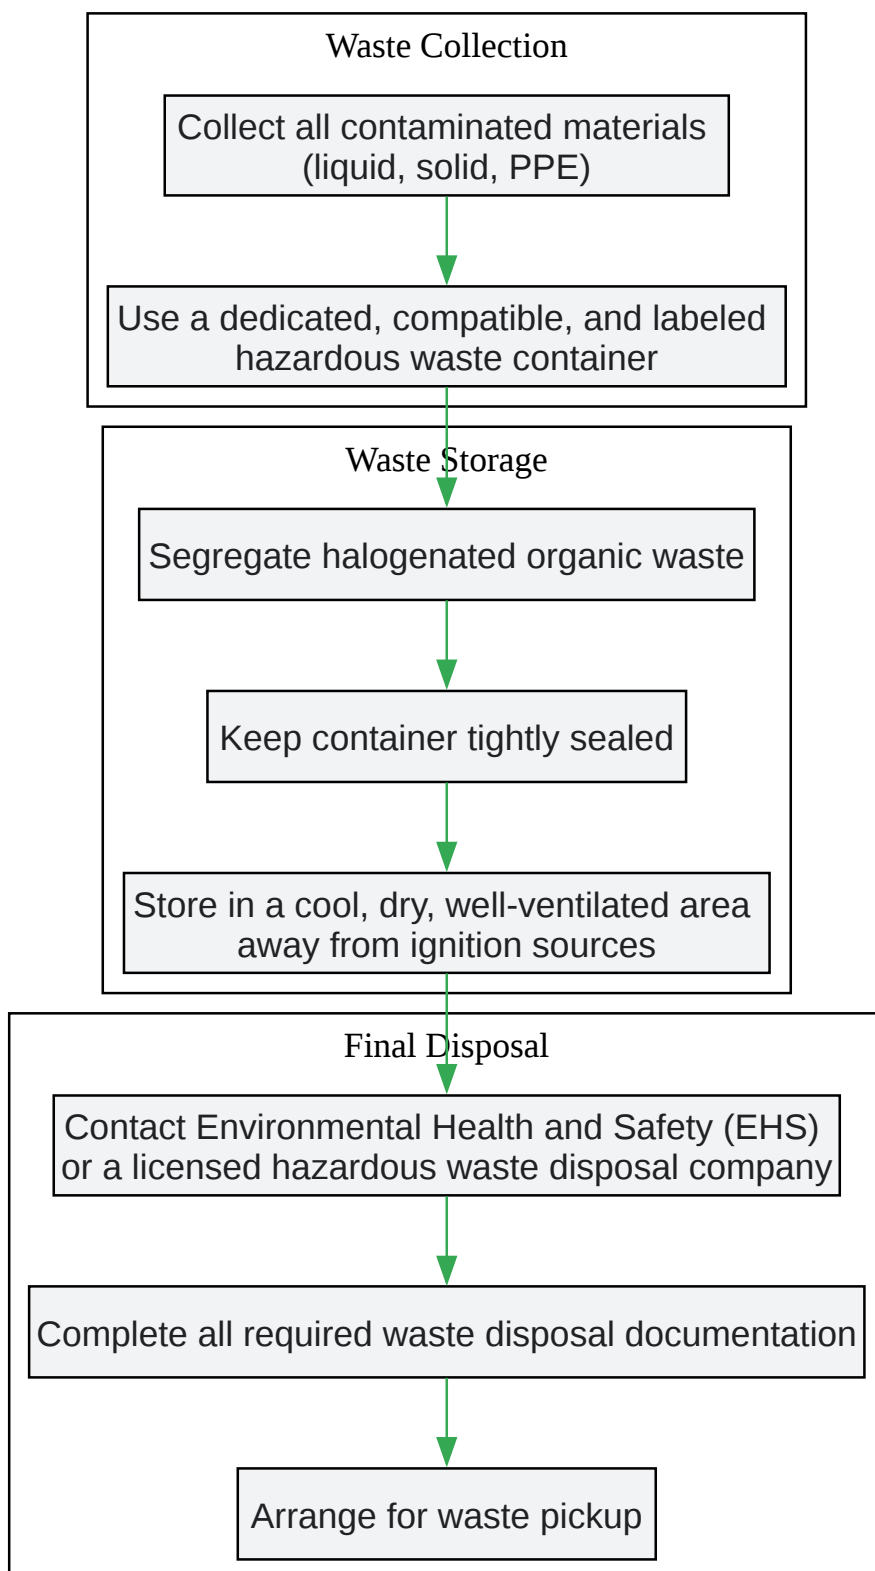 Waste Collection
Collect all contaminated materials
(liquid, solid, PPE)
Use a dedicated, compatible, and labeled
hazardous waste container
Waste Storage
Segregate halogenated organic waste
Keep container tightly sealed
Store in a cool, dry, well-ventilated area
away from ignition sources
Final Disposal
Contact Environmental Health and Safety (EHS)
or a licensed hazardous waste disposal company
Complete all required waste disposal documentation
Arrange for waste pickup